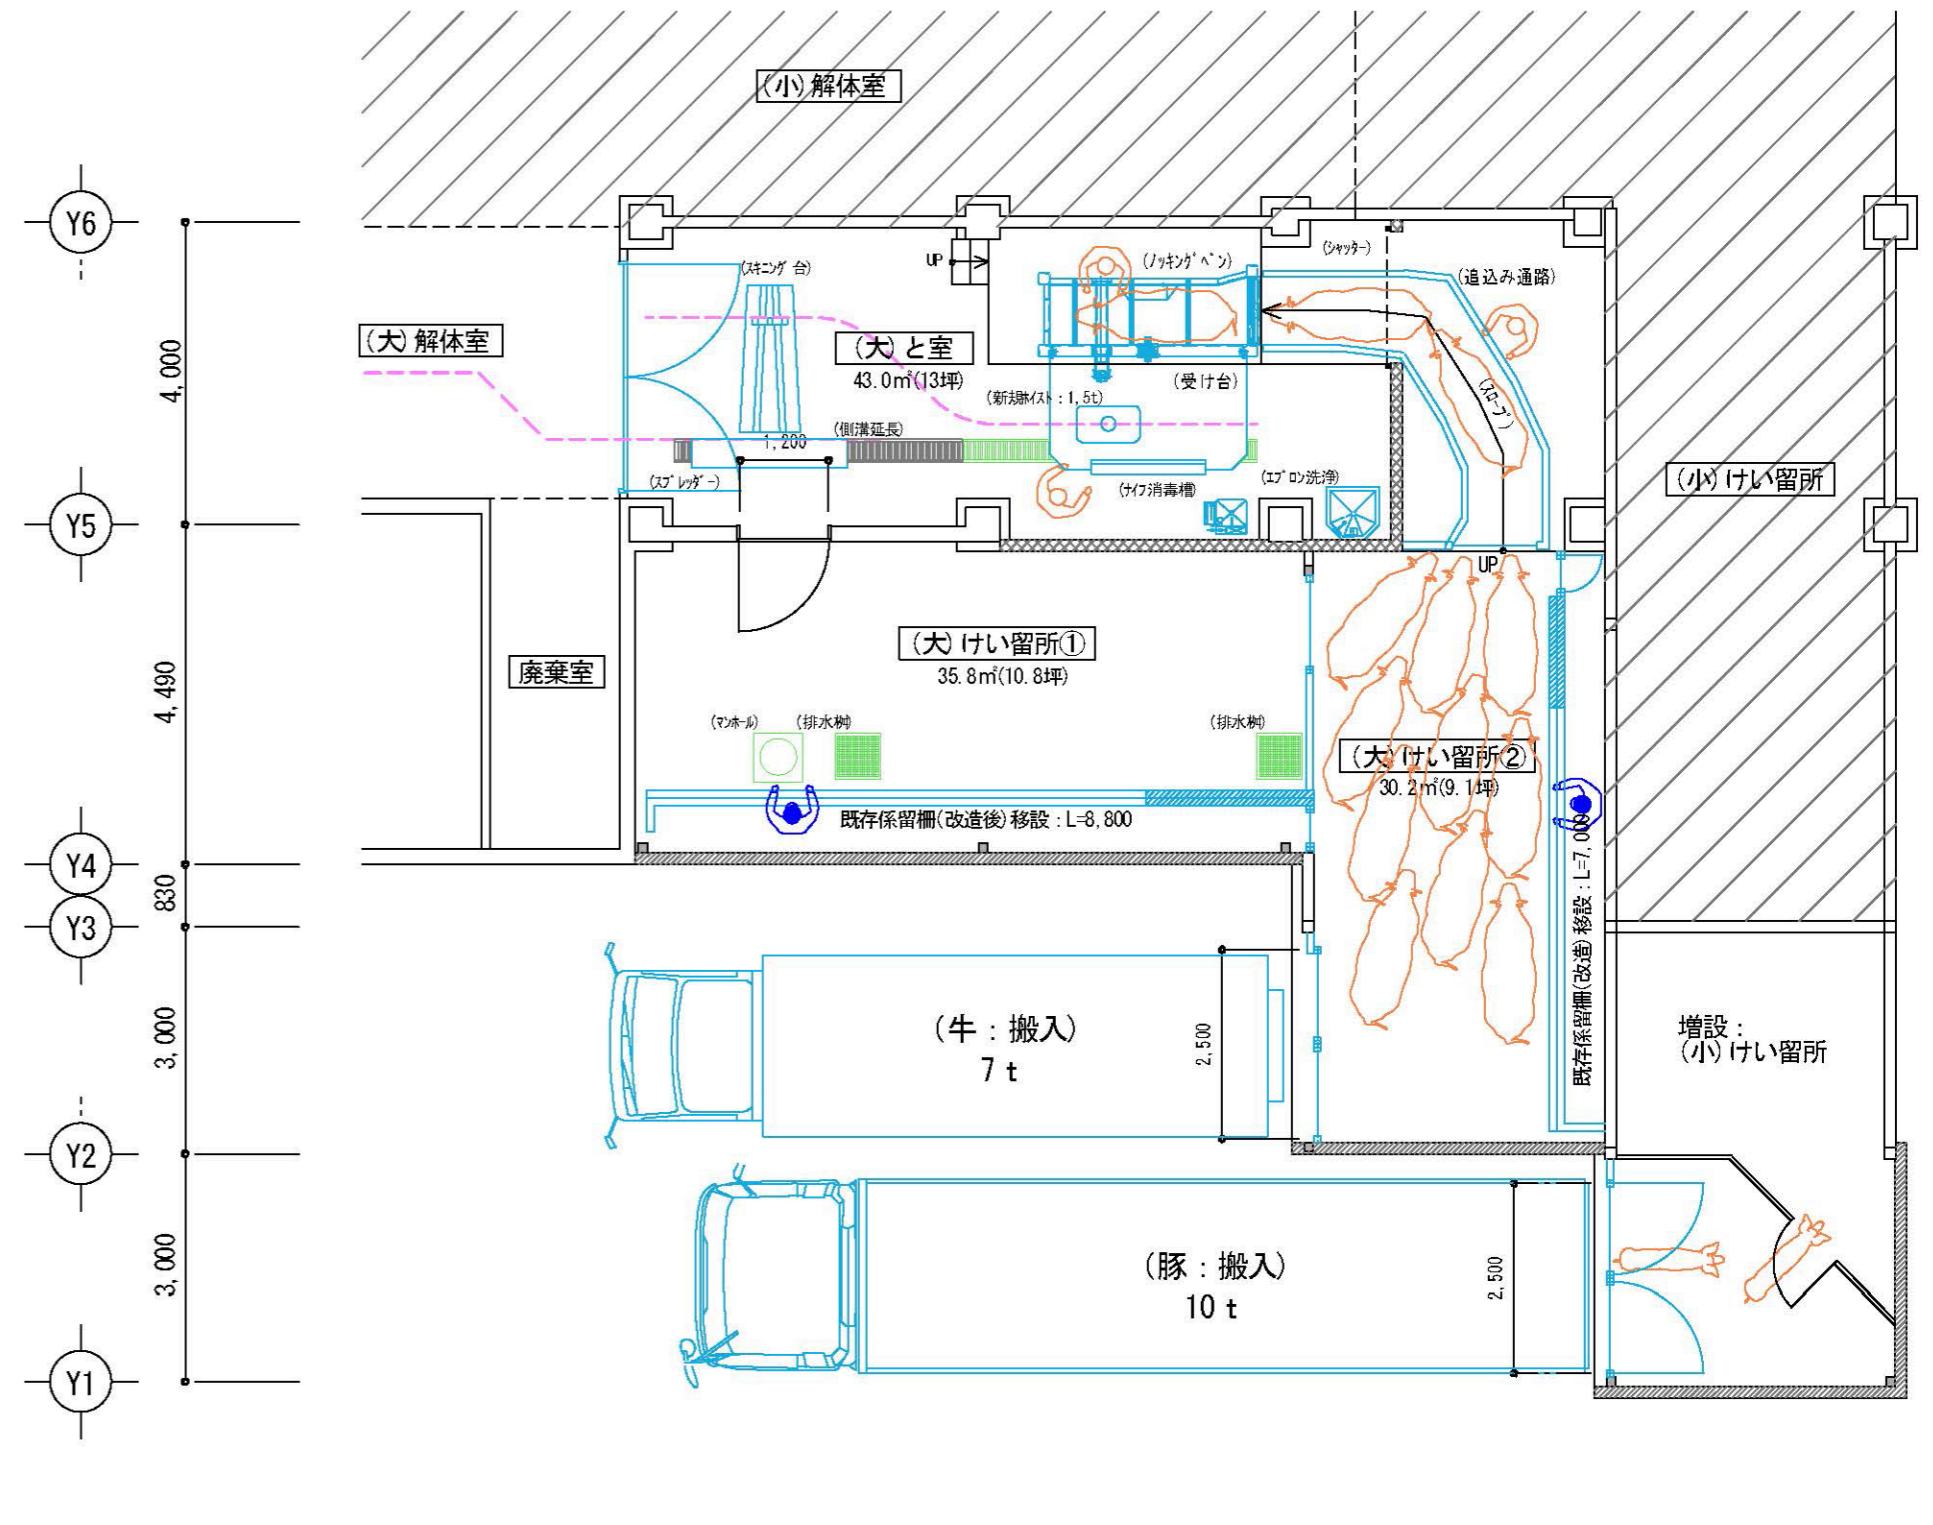 (小)解体室
Y6
UP
(ｼｬｯﾀｰ)
(ﾉｯｷﾝｸﾞﾍﾟﾝ)
(ｽｷﾆﾝｸﾞ台)
(追込み通路)
(大)解体室
(大)と室
43.0㎡(13坪)
4,000
(受け台)
(新規ﾎｲｽﾄ：1,5t)
(ｽﾛｰﾌﾟ)
(側溝延長)
1,200
(ｽﾌﾟﾚｯﾀﾞｰ)
(ﾅｲﾌ消毒槽)
(ｴﾌﾟﾛﾝ洗浄)
(小)けい留所
Y5
UP
(大)けい留所①
35.8㎡(10.8坪)
廃棄室
4,490
(ﾏﾝﾎｰﾙ)
(排水桝)
(排水桝)
(大)けい留所②
30.2㎡(9.1坪)
既存係留柵(改造後)移設：L=8,800
既存係留柵(改造)移設：L=7,000
Y4
830
Y3
3,000
(牛：搬入)
7t
2,500
増設：
(小)けい留所
Y2
3,000
(豚：搬入)
10t
2,500
Y1